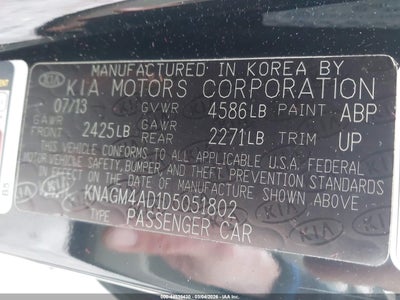 MANUFACTURED IN KOREA BY
KIA MOTORS CORPORATION
07/13 GVWR 4586LB PAINT ABP
GAWR FRONT 2425LB GAWR REAR 2271LB TRIM UP
THIS VEHICLE CONFORMS TO ALL APPLICABLE U.S.A. FEDERAL
MOTOR VEHICLE SAFETY, BUMPER, AND THEFT PREVENTION STANDARDS
IN EFFECT ON THE DATE OF MANUFACTURE SHOWN ABOVE
KNAGM4AD1D5051802
TYPE: PASSENGER CAR